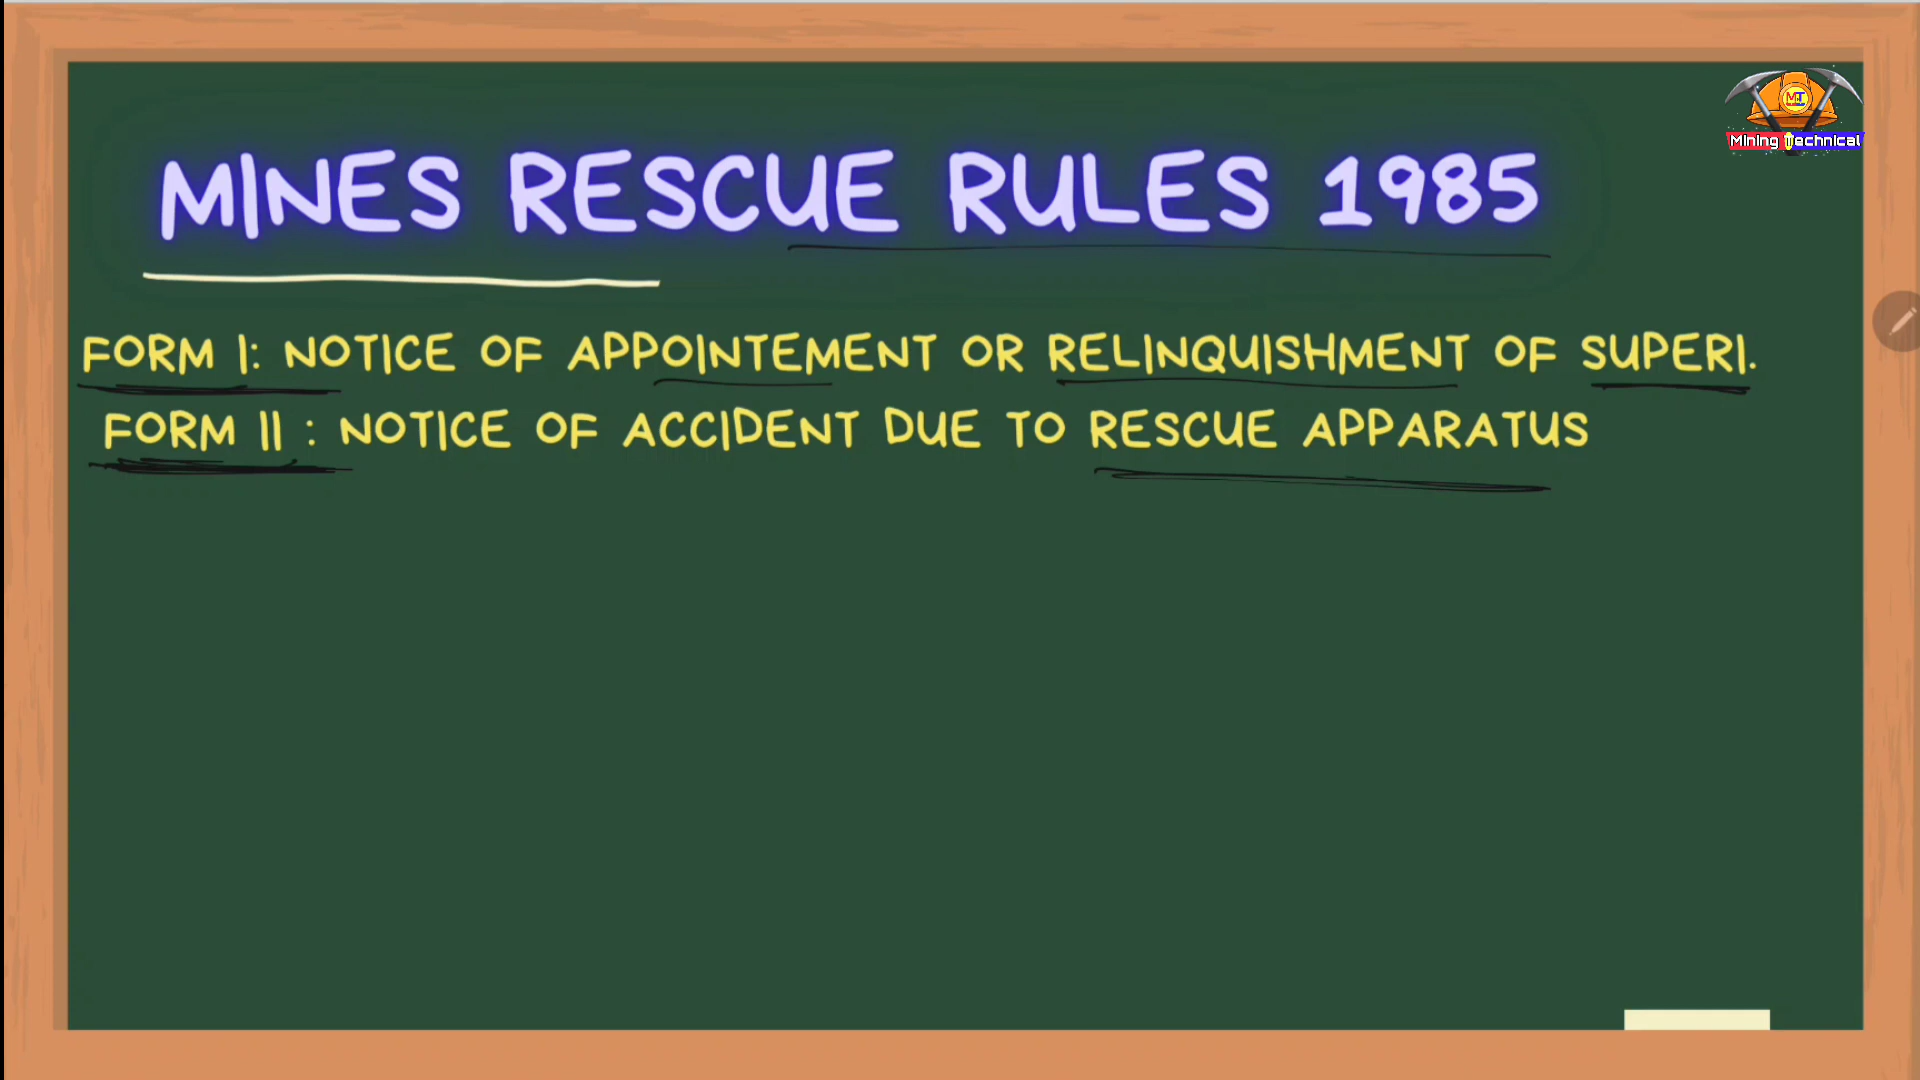 MINES RESCUE RULES 1985
FORM I: NOTICE OF APPOINTEMENT OR RELINQUISHMENT OF SUPERI.
FORM II : NOTICE OF ACCIDENT DUE TO RESCUE APPARATUS
MT
Mining Technical